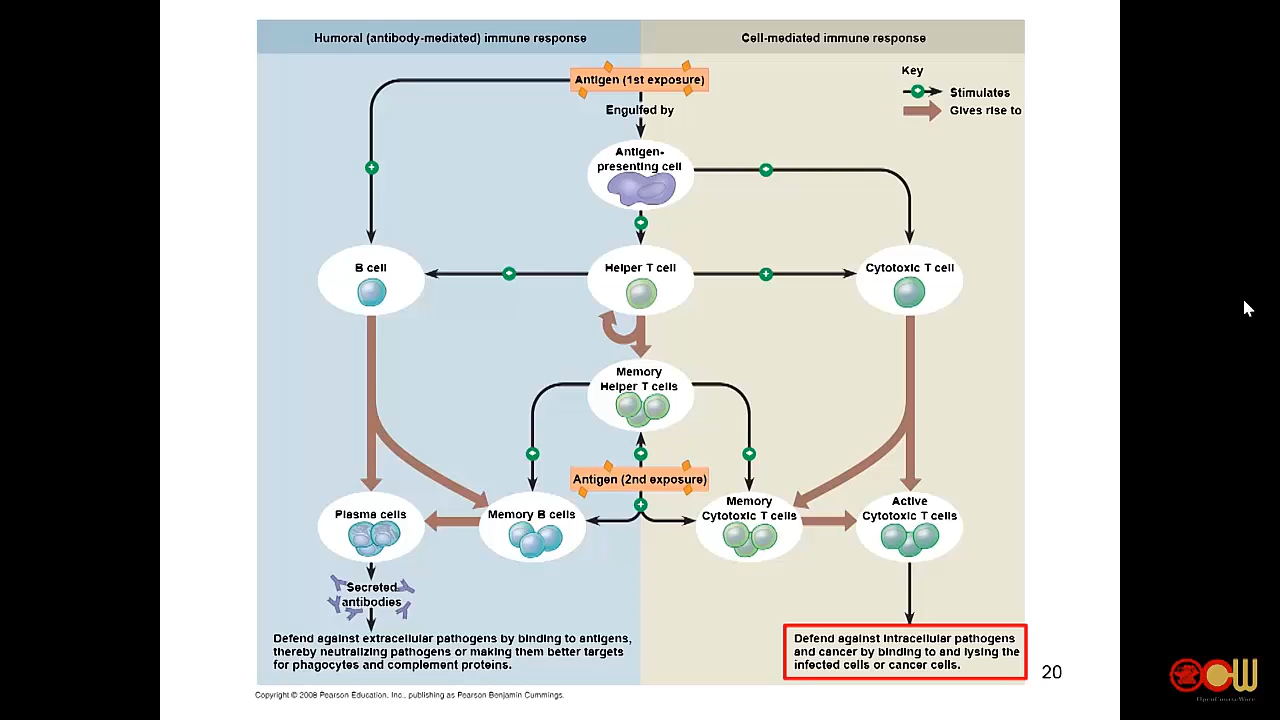 Humoral (antibody-mediated) immune response
Cell-mediated immune response
Antigen (1st exposure)
Key
Stimulates
Gives rise to
Engulfed by
Antigen-
presenting cell
B cell
Helper T cell
Cytotoxic T cell
Memory
Helper T cells
Antigen (2nd exposure)
Plasma cells
Memory B cells
Memory
Cytotoxic T cells
Active
Cytotoxic T cells
Secreted
antibodies
Defend against extracellular pathogens by binding to antigens,
thereby neutralizing pathogens or making them better targets
for phagocytes and complement proteins.
Defend against intracellular pathogens
and cancer by binding to and lysing the
infected cells or cancer cells.
20
Copyright © 2008 Pearson Education, Inc., publishing as Pearson Benjamin Cummings.
OCW
OpenCourseWare